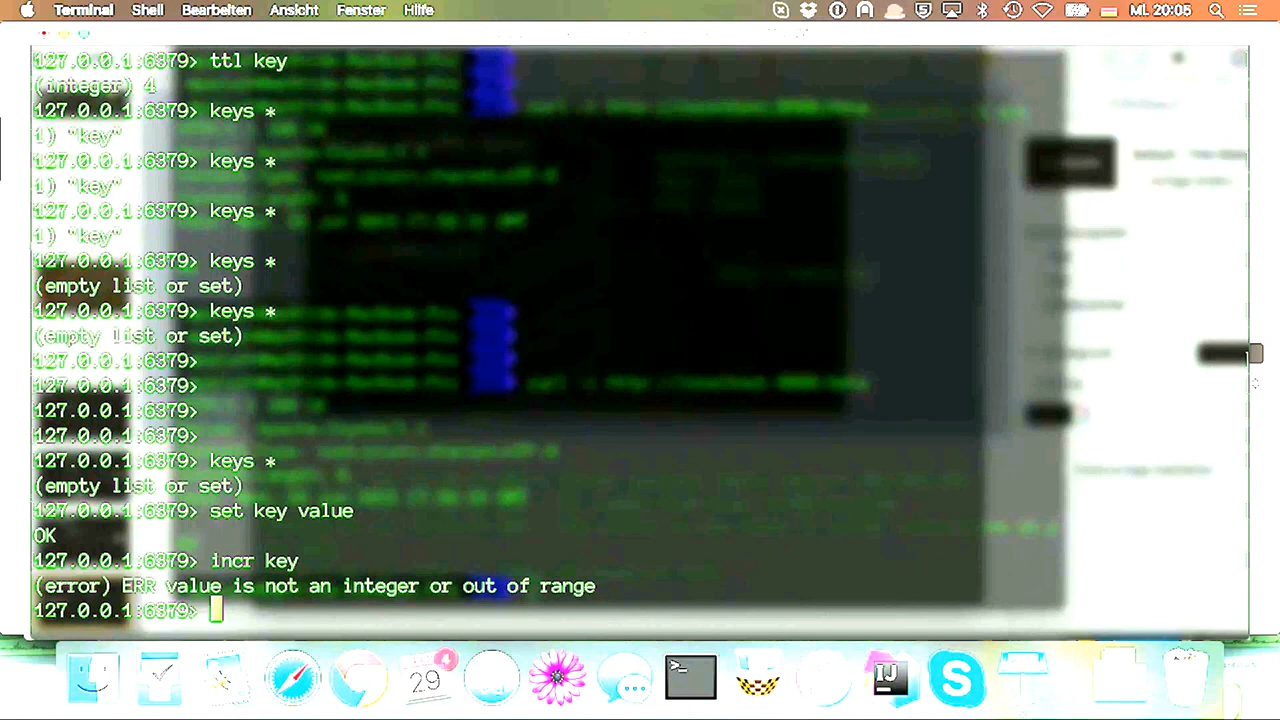 Terminal Shell Bearbeiten Ansicht Fenster Hilfe Mi. 20:05
127.0.0.1:6379> ttl key
(integer) 4
127.0.0.1:6379> keys *
1) "key"
127.0.0.1:6379> keys *
1) "key"
127.0.0.1:6379> keys *
1) "key"
127.0.0.1:6379> keys *
(empty list or set)
127.0.0.1:6379> keys *
(empty list or set)
127.0.0.1:6379>
127.0.0.1:6379>
127.0.0.1:6379>
127.0.0.1:6379>
127.0.0.1:6379> keys *
(empty list or set)
127.0.0.1:6379> set key value
OK
127.0.0.1:6379> incr key
(error) ERR value is not an integer or out of range
127.0.0.1:6379>
4
29
>_
IJ
S